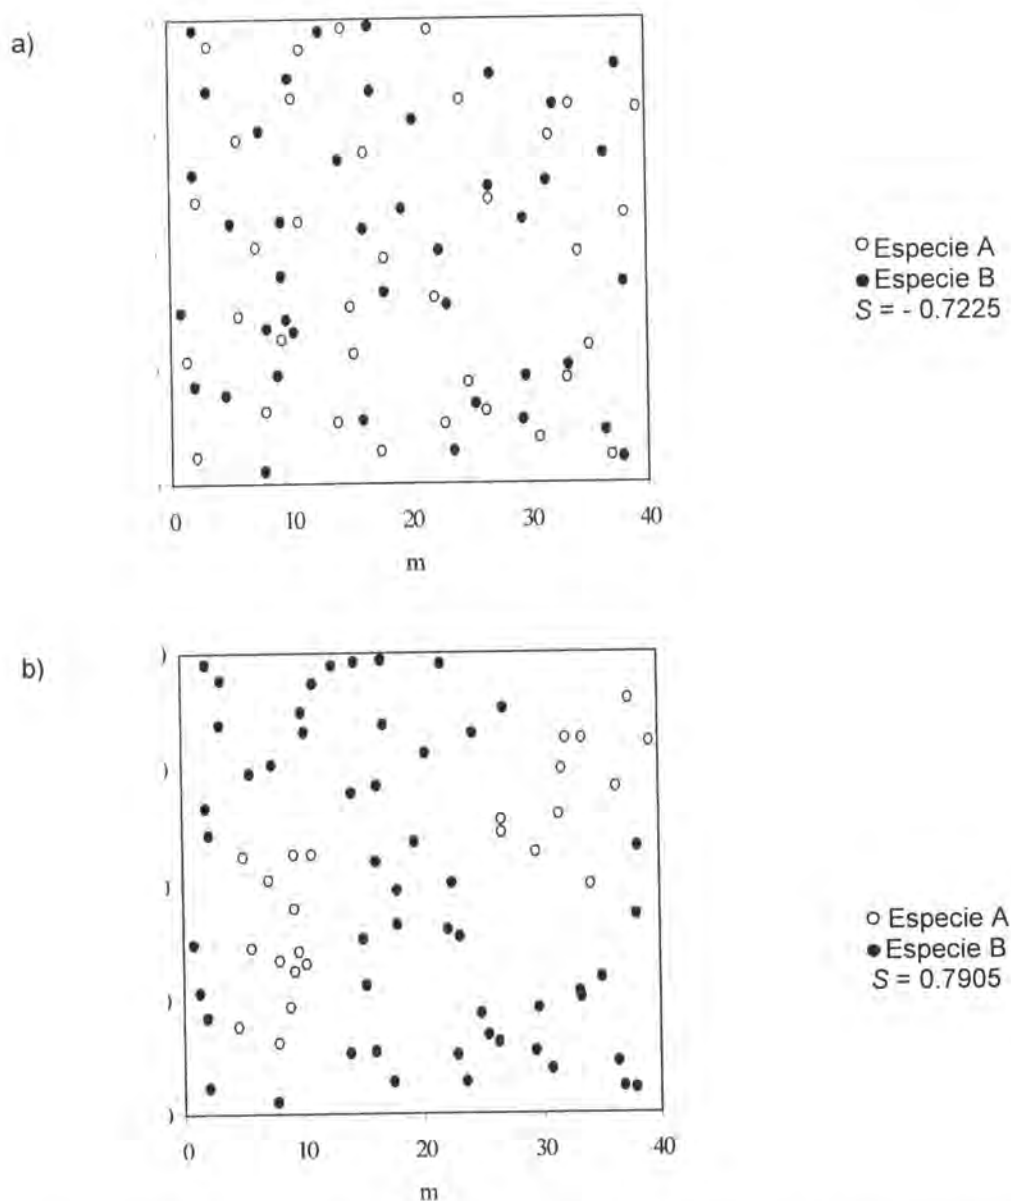 a)
○ Especie A
● Especie B
S = - 0.7225
0 10 20 30 40
m
b)
○ Especie A
● Especie B
S = 0.7905
0 10 20 30 40
m